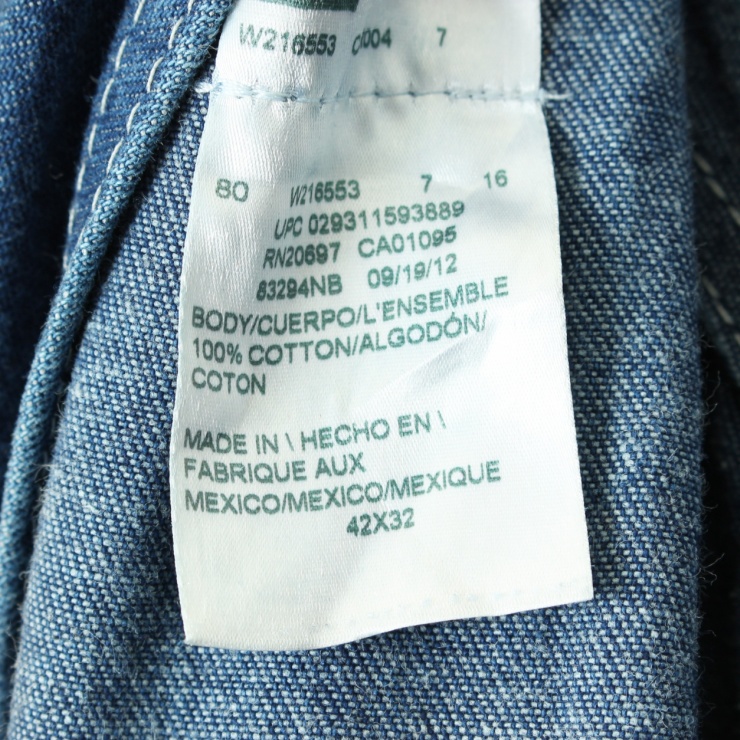 W216553 7
80 W216553 7 16
UPC 029311593889
RN20697 CA01095
83294NB 09/19/12
BODY/CUERPO/L'ENSEMBLE
100% COTTON/ALGODÓN/
COTON
MADE IN \ HECHO EN \
FABRIQUE AUX
MEXICO/MEXICO/MEXIQUE
42X32